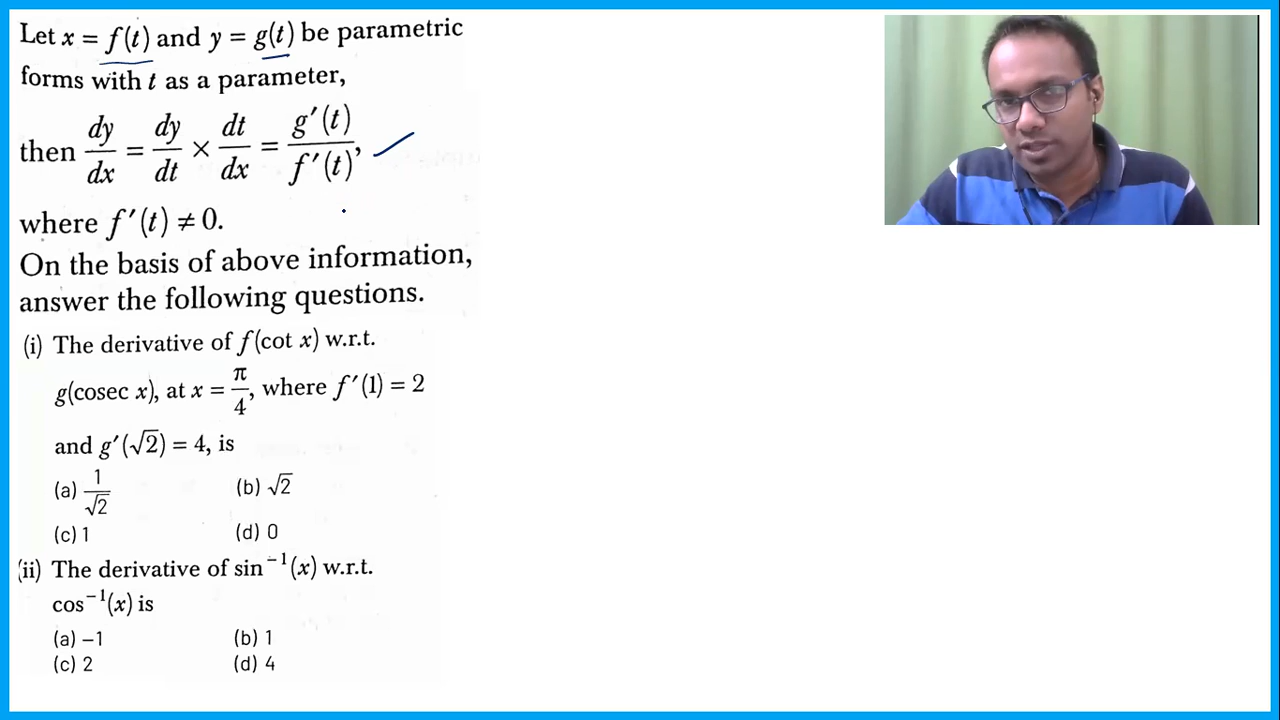 Let x = f(t) and y = g(t) be parametric
forms with t as a parameter,
then dy/dx = dy/dt × dt/dx = g′(t)/f′(t),
where f′(t) ≠ 0.
On the basis of above information,
answer the following questions.
(i) The derivative of f(cot x) w.r.t.
g(cosec x), at x = π/4, where f′(1) = 2
and g′(√2) = 4, is
(a) 1/√2 (b) √2
(c) 1 (d) 0
(ii) The derivative of sin⁻¹(x) w.r.t.
cos⁻¹(x) is
(a) −1 (b) 1
(c) 2 (d) 4